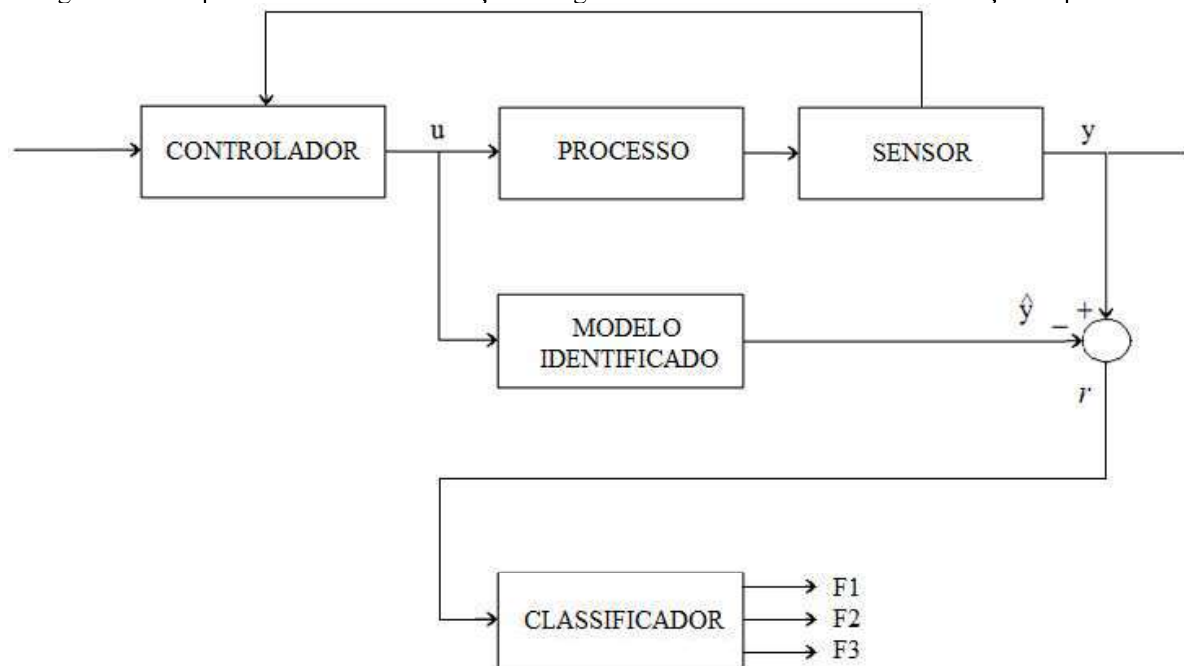 CONTROLADOR
u
PROCESSO
SENSOR
y
MODELO
IDENTIFICADO
ŷ
+
−
r
CLASSIFICADOR
F1
F2
F3